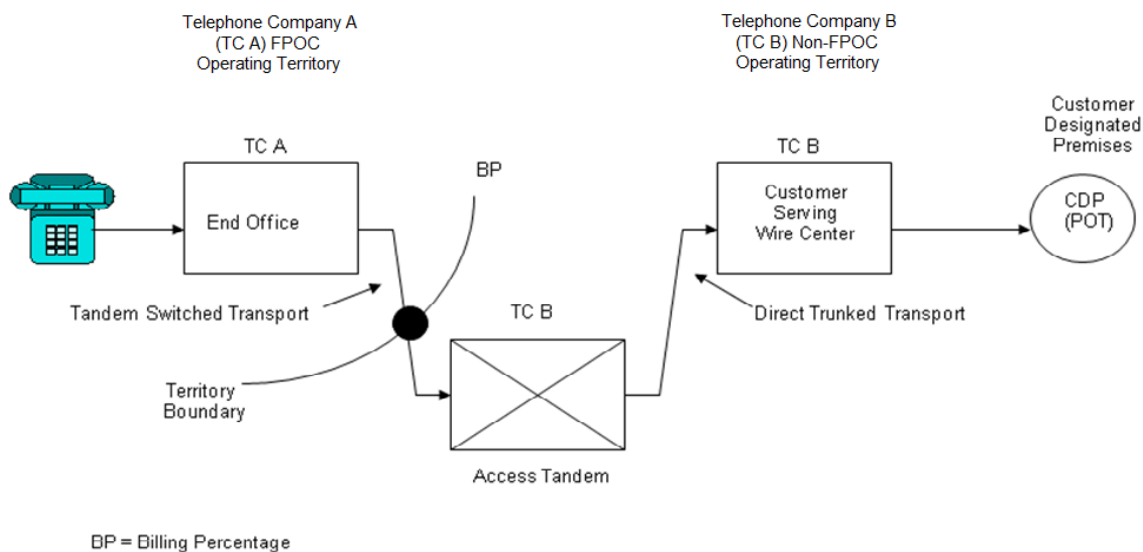 Telephone Company A
(TC A) FPOC
Operating Territory
Telephone Company B
(TC B) Non-FPOC
Operating Territory
Customer
Designated
Premises
TC A
BP
TC B
End Office
Customer
Serving
Wire Center
CDP
(POT)
Tandem Switched Transport
TC B
Direct Trunked Transport
Territory
Boundary
Access Tandem
BP = Billing Percentage